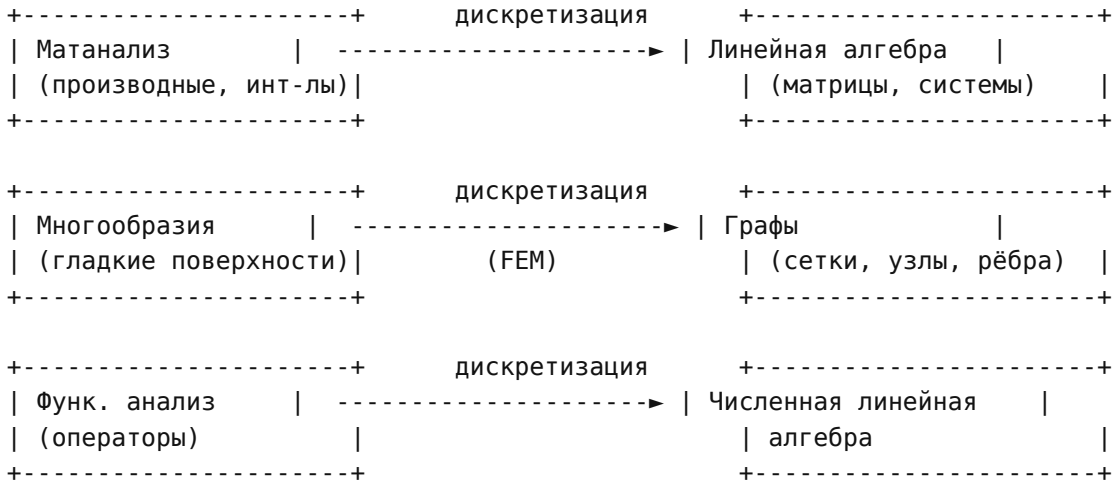 +----------------------+ дискретизация +-----------------------+
| Матанализ | ---------------------► | Линейная алгебра |
| (производные, инт-лы)| | (матрицы, системы) |
+----------------------+ +-----------------------+
+----------------------+ дискретизация +-----------------------+
| Многообразия | ---------------------► | Графы |
| (гладкие поверхности)| (FEM) | (сетки, узлы, рёбра) |
+----------------------+ +-----------------------+
+----------------------+ дискретизация +-----------------------+
| Функ. анализ | ---------------------► | Численная линейная |
| (операторы) | | алгебра |
+----------------------+ +-----------------------+